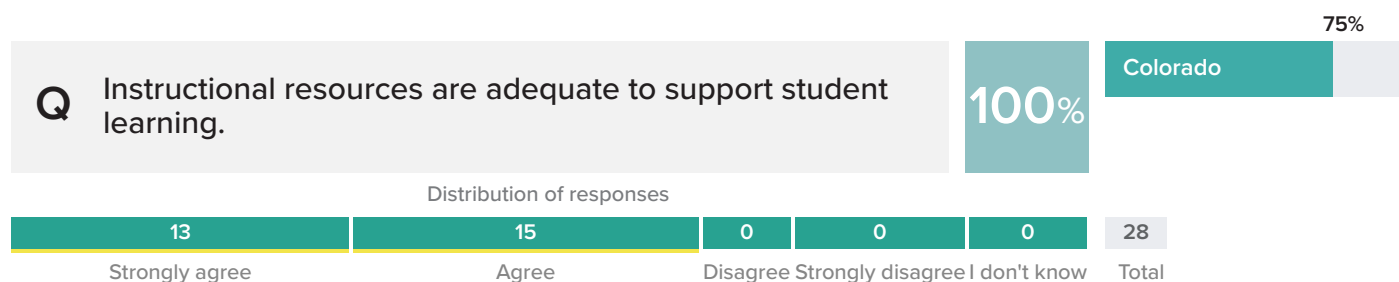 75%
Q
Instructional resources are adequate to support student
learning.
100%
Colorado
Distribution of responses
13 15 0 0 0 28
Strongly agree Agree Disagree Strongly disagree I don't know Total